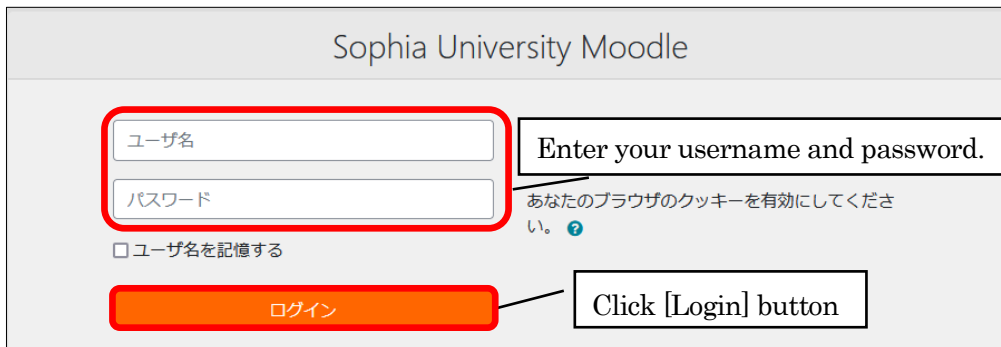 Sophia University Moodle
ユーザ名
Enter your username and password.
パスワード
あなたのブラウザのクッキーを有効にしてくださ
い。 ?
ユーザ名を記憶する
ログイン
Click [Login] button